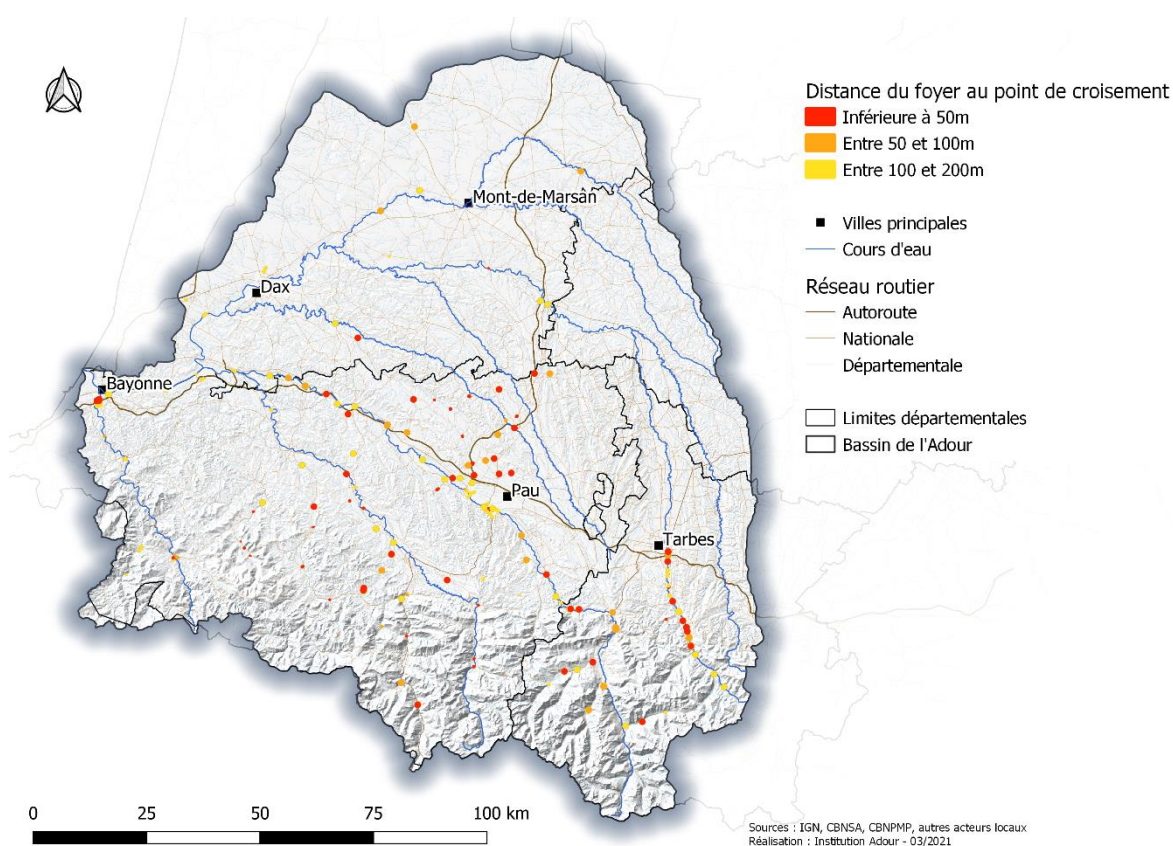 Distance du foyer au point de croisement
Inférieure à 50m
Entre 50 et 100m
Entre 100 et 200m
Villes principales
Cours d'eau
Réseau routier
Autoroute
Nationale
Départementale
Limites départementales
Bassin de l'Adour
Mont-de-Marsan
Dax
Bayonne
Pau
Tarbes
0 25 50 75 100 km
Sources : IGN, CBNSA, CBNPMP, autres acteurs locaux
Réalisation : Institution Adour - 03/2021